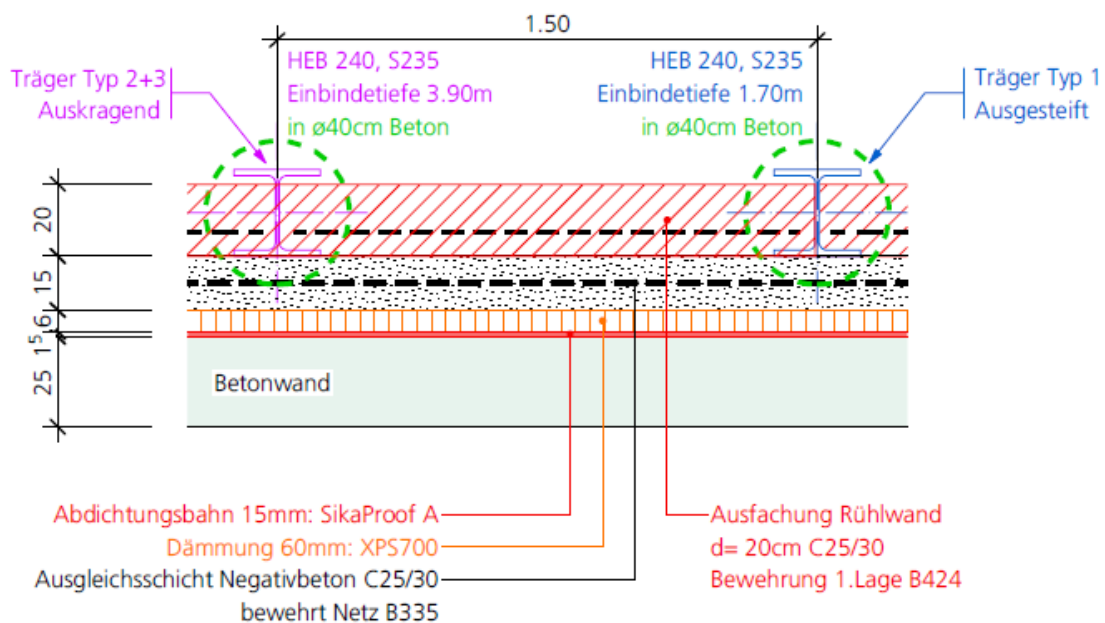 1.50
Träger Typ 2+3
Auskragend
HEB 240, S235
Einbindetiefe 3.90m
in ø40cm Beton
HEB 240, S235
Einbindetiefe 1.70m
in ø40cm Beton
Träger Typ 1
Ausgesteift
20
15
6
1⁵
25
Betonwand
Abdichtungsbahn 15mm: SikaProof A
Dämmung 60mm: XPS700
Ausgleichsschicht Negativbeton C25/30
bewehrt Netz B335
Ausfachung Rühlwand
d= 20cm C25/30
Bewehrung 1.Lage B424